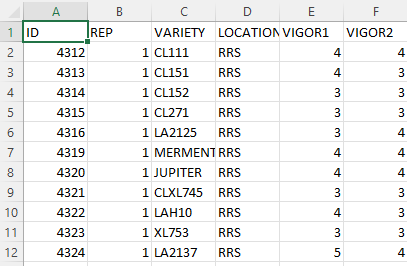 A B C D E F
1 ID REP VARIETY LOCATION VIGOR1 VIGOR2
2 4312 1 CL111 RRS 4 4
3 4313 1 CL151 RRS 4 3
4 4314 1 CL152 RRS 3 3
5 4315 1 CL271 RRS 3 3
6 4316 1 LA2125 RRS 3 4
7 4319 1 MERMENT RRS 4 4
8 4320 1 JUPITER RRS 4 4
9 4321 1 CLXL745 RRS 3 3
10 4322 1 LAH10 RRS 4 3
11 4323 1 XL753 RRS 3 3
12 4324 1 LA2137 RRS 5 4